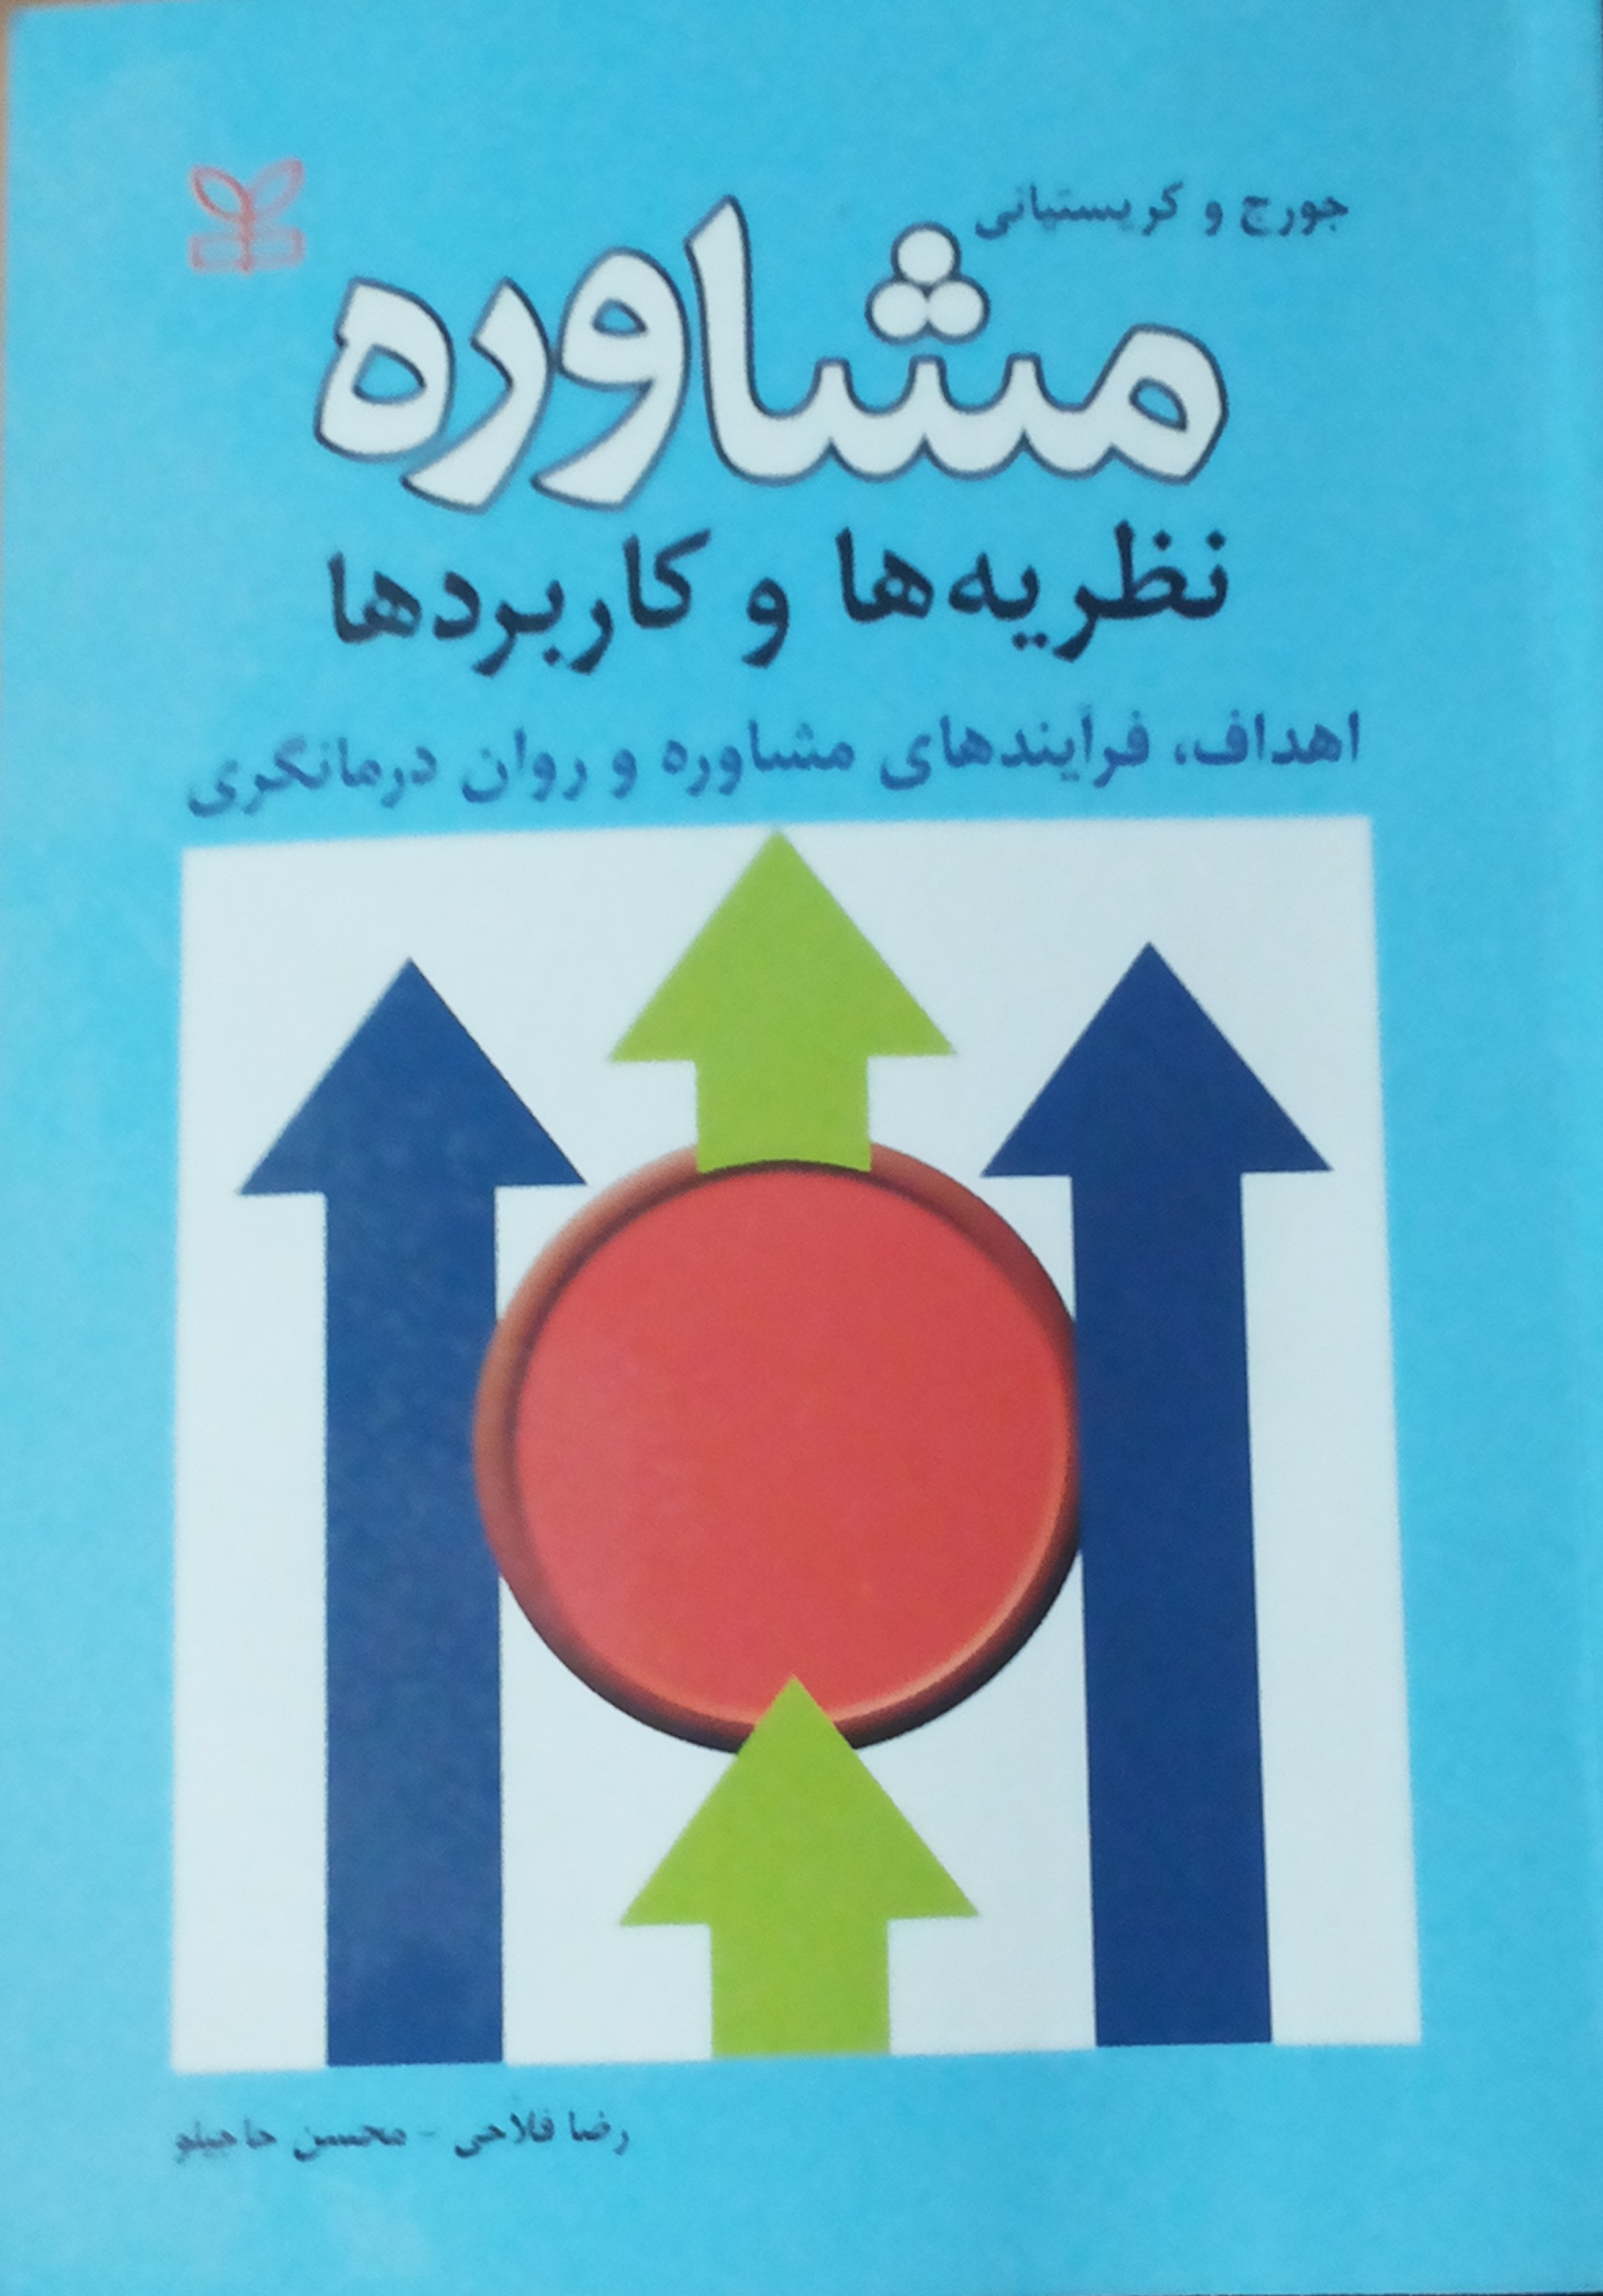 جورج و کریستیانی
مشاوره
نظریه‌ها و کاربردها
اهداف، فرآیندهای مشاوره و روان درمانگری
رضا فلاحی - محسن حاجیلو